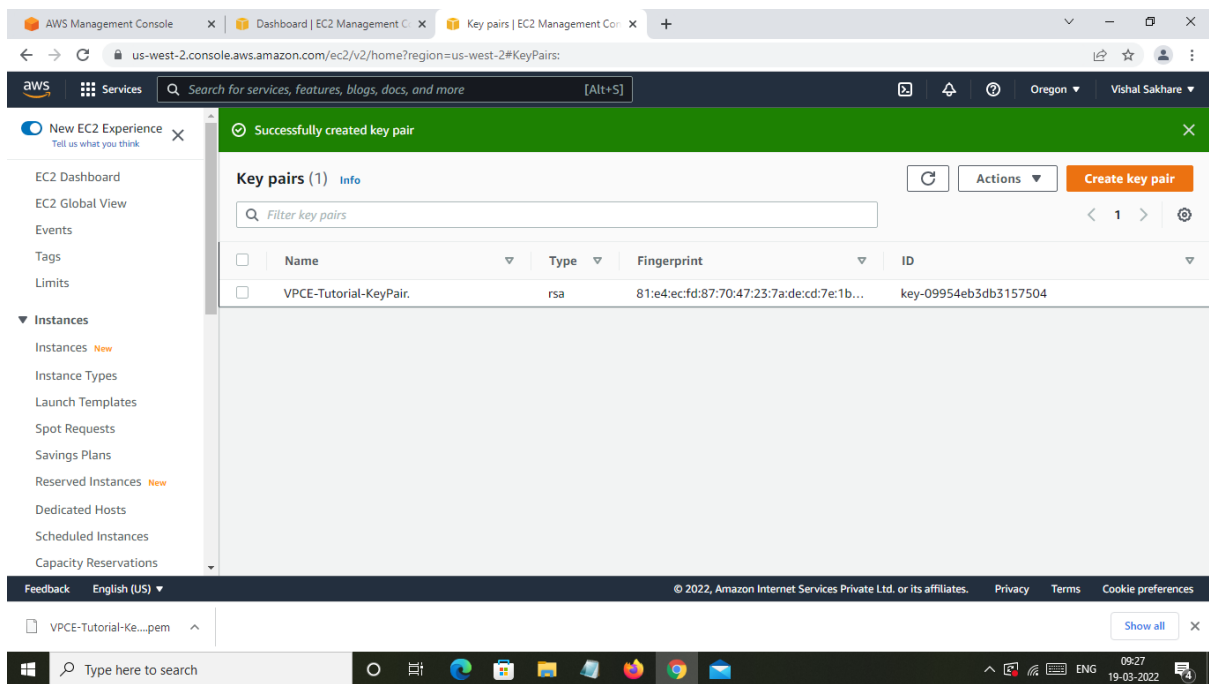 AWS Management Console
Dashboard | EC2 Management C
Key pairs | EC2 Management Con
us-west-2.console.aws.amazon.com/ec2/v2/home?region=us-west-2#KeyPairs:
aws
Services
Search for services, features, blogs, docs, and more
[Alt+S]
Oregon ▼
Vishal Sakhare ▼
New EC2 Experience
Tell us what you think
EC2 Dashboard
EC2 Global View
Events
Tags
Limits
▼ Instances
Instances New
Instance Types
Launch Templates
Spot Requests
Savings Plans
Reserved Instances New
Dedicated Hosts
Scheduled Instances
Capacity Reservations
Successfully created key pair
Key pairs (1) Info
Actions ▼
Create key pair
Filter key pairs
1
Name Type Fingerprint ID
VPCE-Tutorial-KeyPair. rsa 81:e4:ec:fd:87:70:47:23:7a:de:cd:7e:1b... key-09954eb3db3157504
Feedback English (US) ▼
© 2022, Amazon Internet Services Private Ltd. or its affiliates. Privacy Terms Cookie preferences
VPCE-Tutorial-Ke....pem
Show all
Type here to search
ENG
09:27
19-03-2022
4